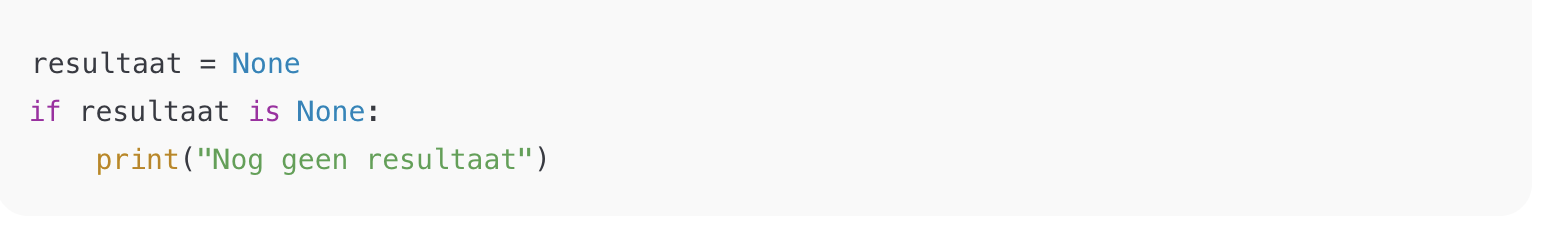 resultaat = None
if resultaat is None:
    print("Nog geen resultaat")